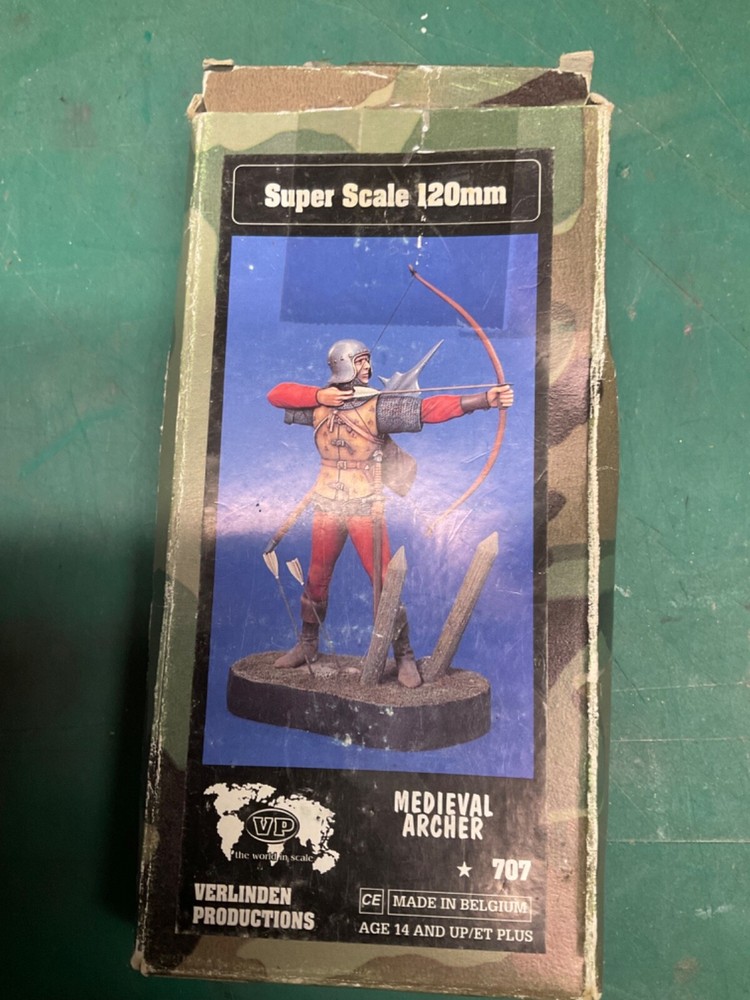 Super Scale 120mm
VP
the world in scale
VERLINDEN
PRODUCTIONS
MEDIEVAL
ARCHER
★ 707
CE MADE IN BELGIUM
AGE 14 AND UP/ET PLUS